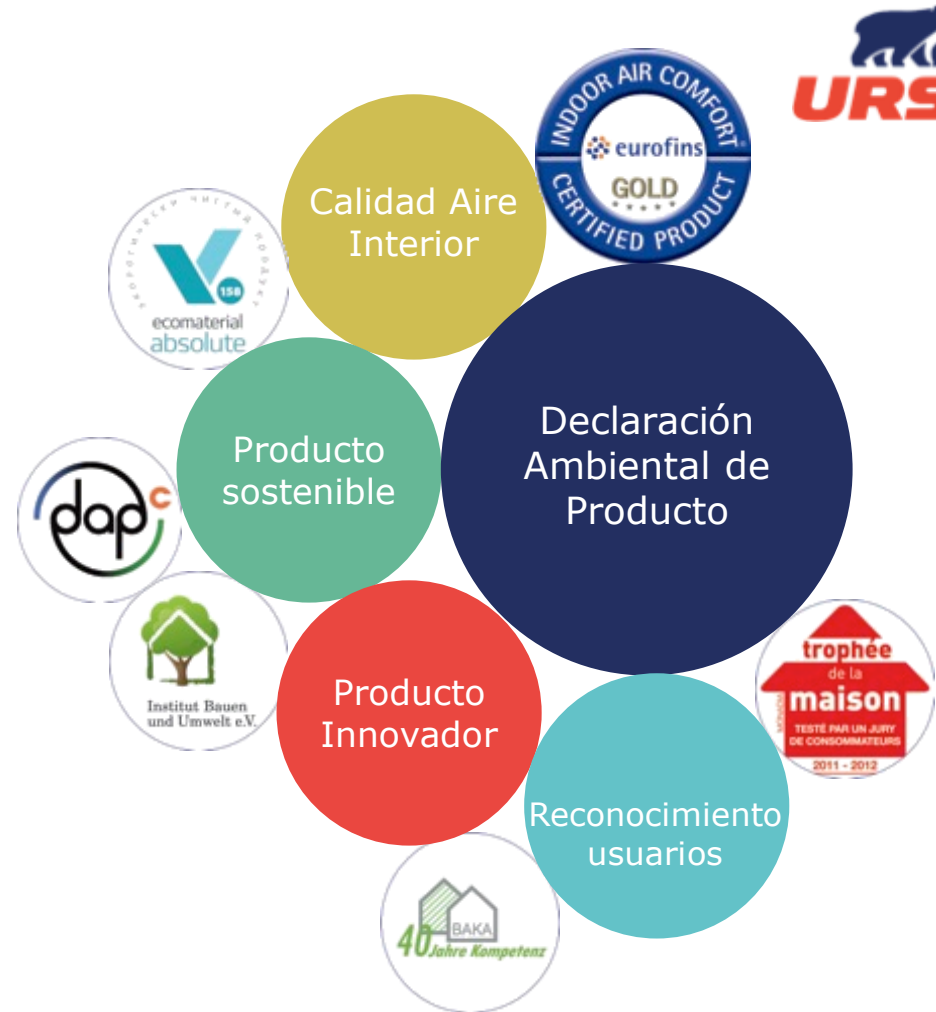 URS
INDOOR AIR COMFORT
eurofins
GOLD
CERTIFIED PRODUCT
Calidad Aire
Interior
158
ecomaterial
absolute
Declaración
Ambiental de
Producto
Producto
sostenible
dap c
Institut Bauen
und Umwelt e.V.
trophée
de la
maison
TESTÉ PAR UN JURY
DE CONSOMMATEURS
2011 - 2012
Producto
Innovador
Reconocimiento
usuarios
BAKA
40 Jahre Kompetenz